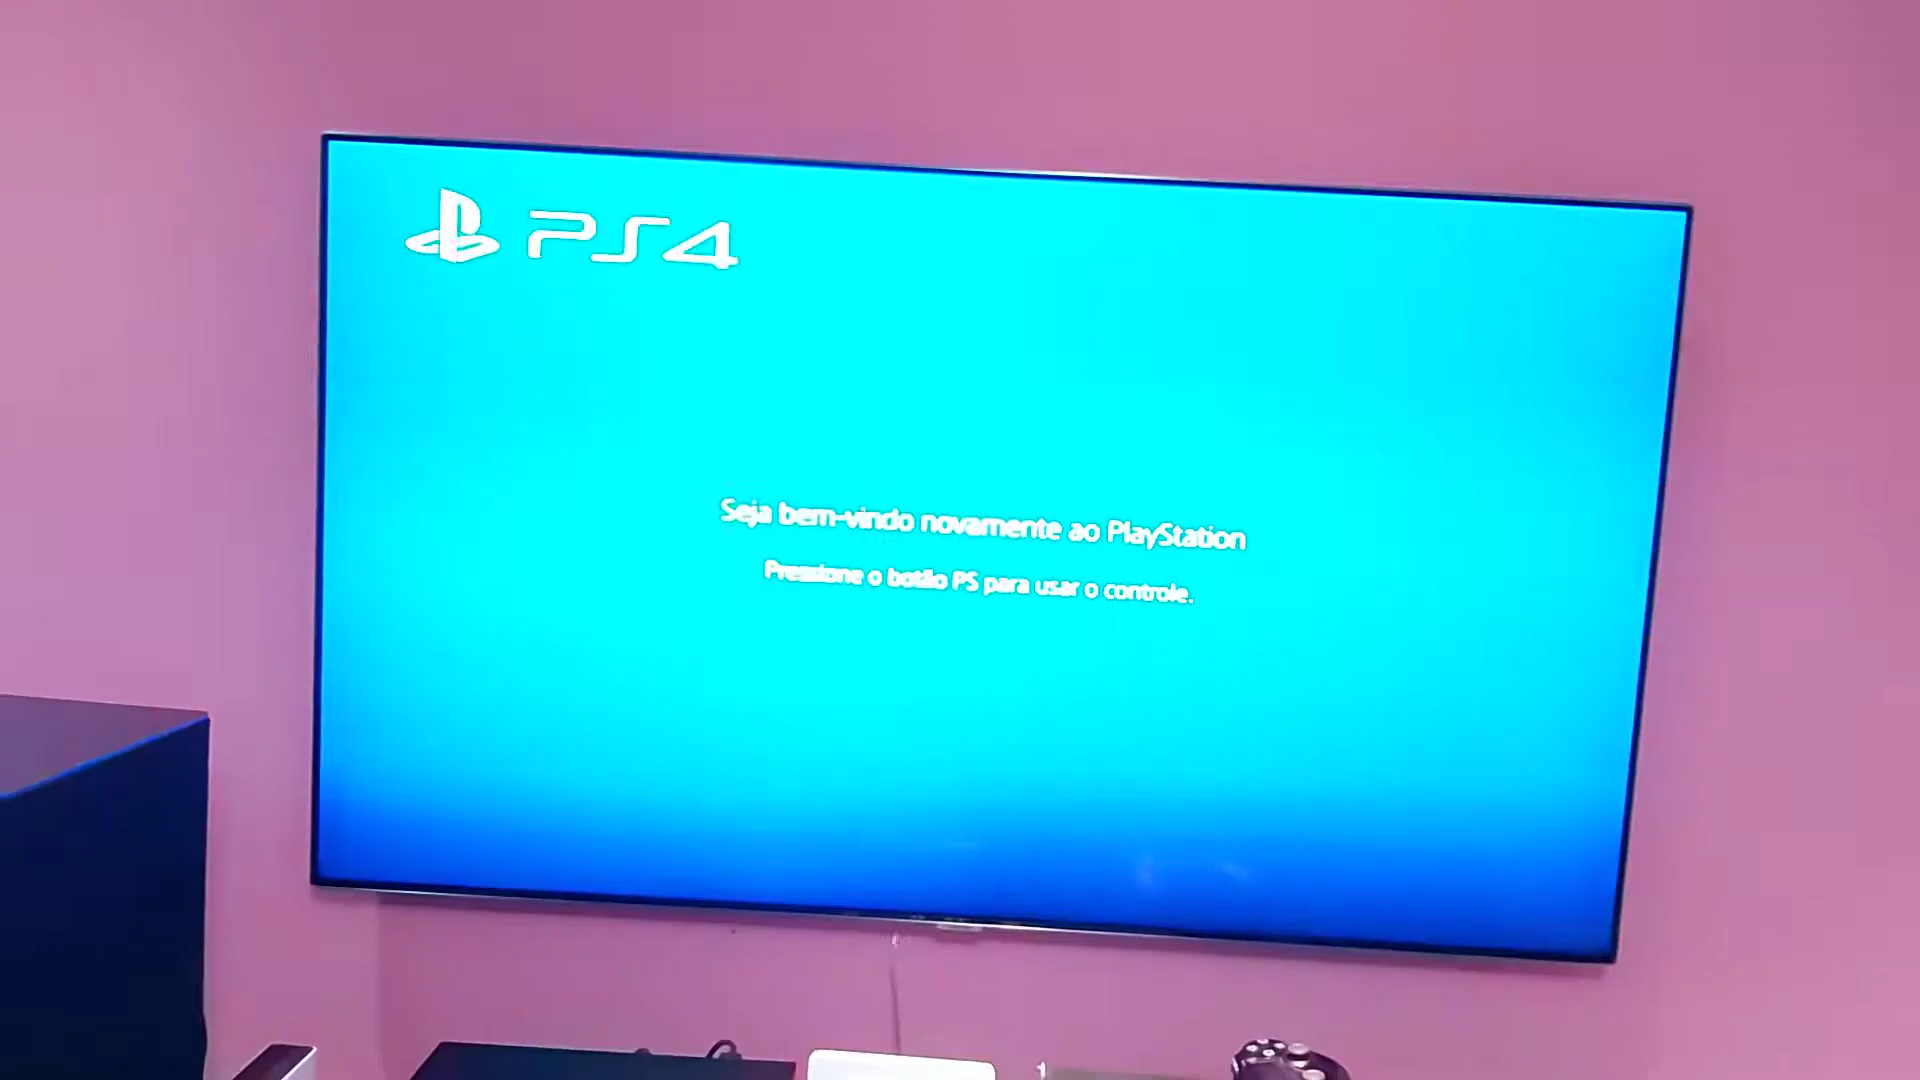 PS4
Seja bem-vindo novamente ao PlayStation
Pressione o botão PS para usar o controle.